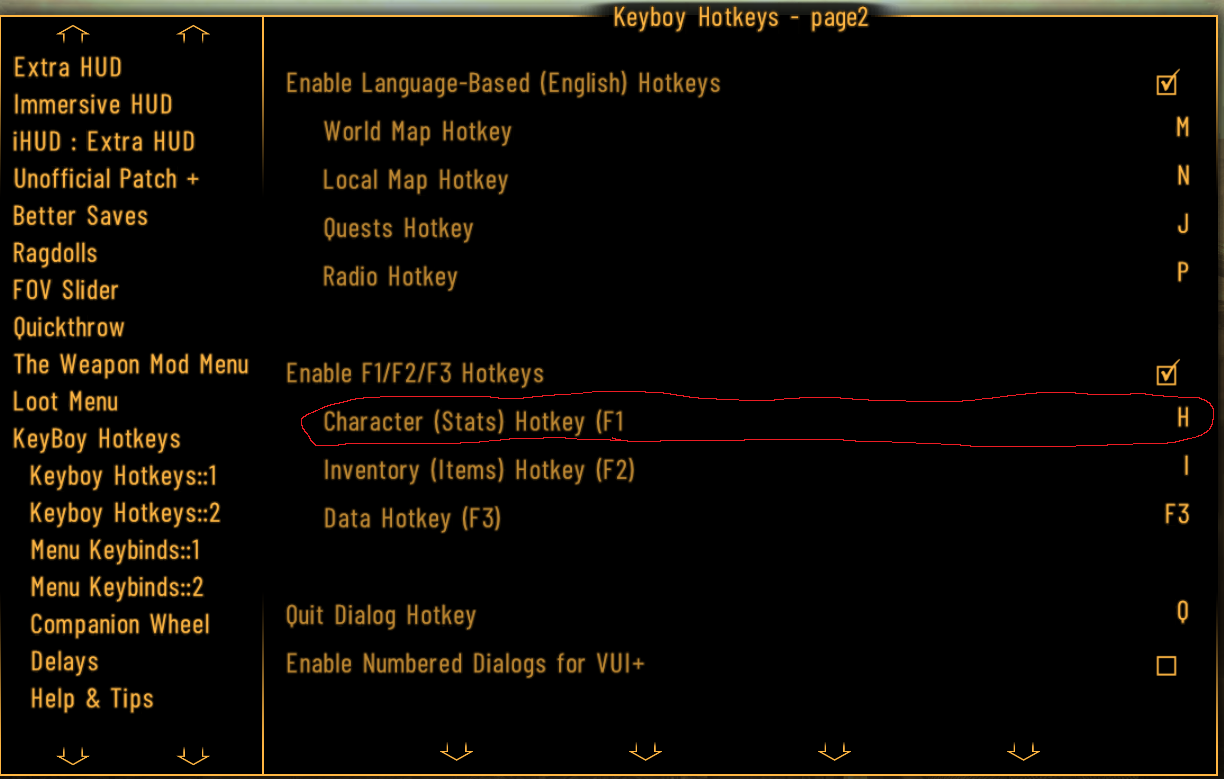 Keyboy Hotkeys - page2
Extra HUD
Immersive HUD
iHUD : Extra HUD
Unofficial Patch +
Better Saves
Ragdolls
FOV Slider
Quickthrow
The Weapon Mod Menu
Loot Menu
KeyBoy Hotkeys
Keyboy Hotkeys::1
Keyboy Hotkeys::2
Menu Keybinds::1
Menu Keybinds::2
Companion Wheel
Delays
Help & Tips
Enable Language-Based (English) Hotkeys
World Map Hotkey M
Local Map Hotkey N
Quests Hotkey J
Radio Hotkey P
Enable F1/F2/F3 Hotkeys
Character (Stats) Hotkey (F1 H
Inventory (Items) Hotkey (F2) I
Data Hotkey (F3) F3
Quit Dialog Hotkey Q
Enable Numbered Dialogs for VUI+